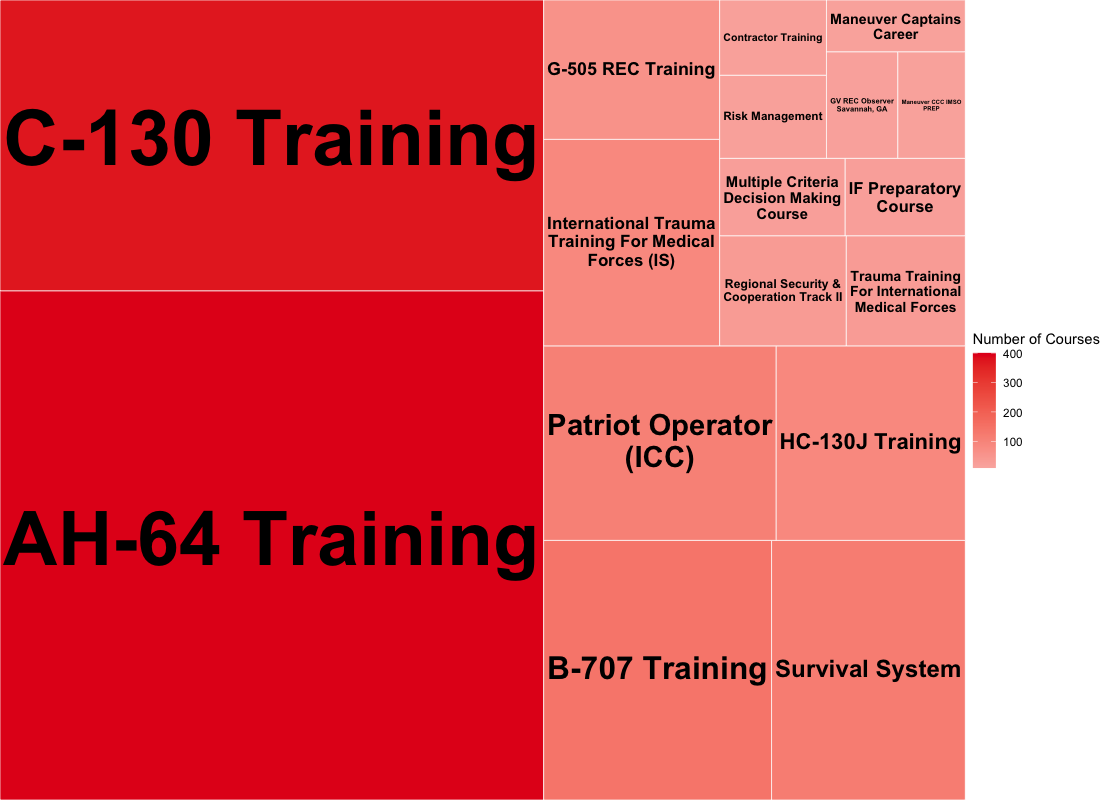 C-130 Training
AH-64 Training
G-505 REC Training
International Trauma
Training For Medical
Forces (IS)
Contractor Training
Risk Management
Maneuver Captains
Career
GV REC Observer
Savannah, GA
Maneuver CCC IMSO
PREP
Multiple Criteria
Decision Making
Course
IF Preparatory
Course
Regional Security &
Cooperation Track II
Trauma Training
For International
Medical Forces
Patriot Operator
(ICC)
HC-130J Training
B-707 Training
Survival System
Number of Courses
400
300
200
100